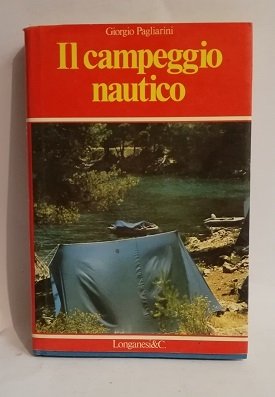 Giorgio Pagliarini
Il campeggio
nautico
Longanesi&C.